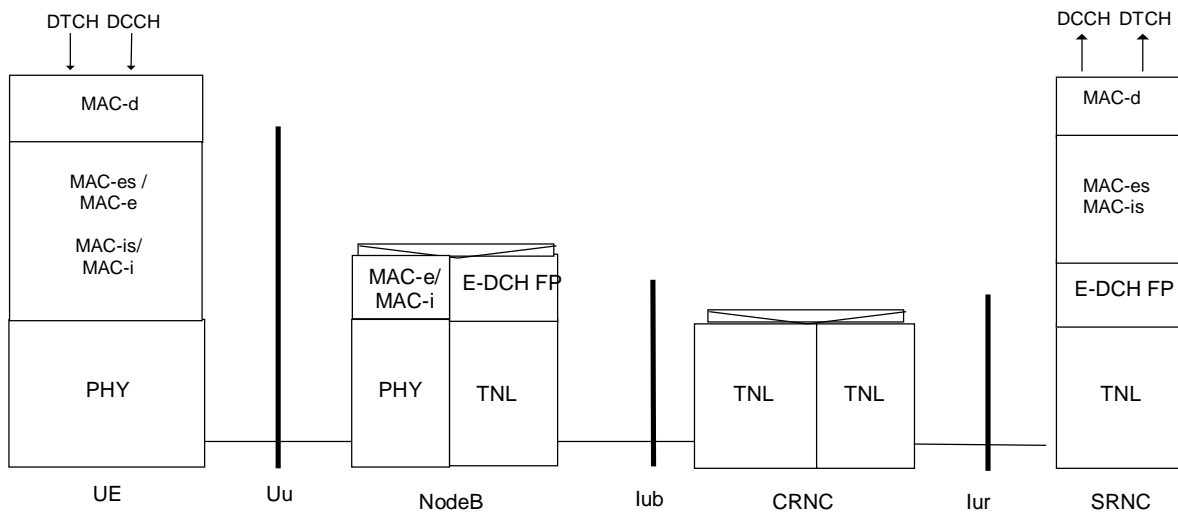 DTCH DCCH
DCCH DTCH
MAC-d
MAC-d
MAC-es /
MAC-e
MAC-is/
MAC-i
MAC-es
MAC-is
MAC-e/
MAC-i
E-DCH FP
E-DCH FP
PHY
PHY
TNL
TNL
TNL
TNL
UE
Uu
NodeB
Iub
CRNC
Iur
SRNC